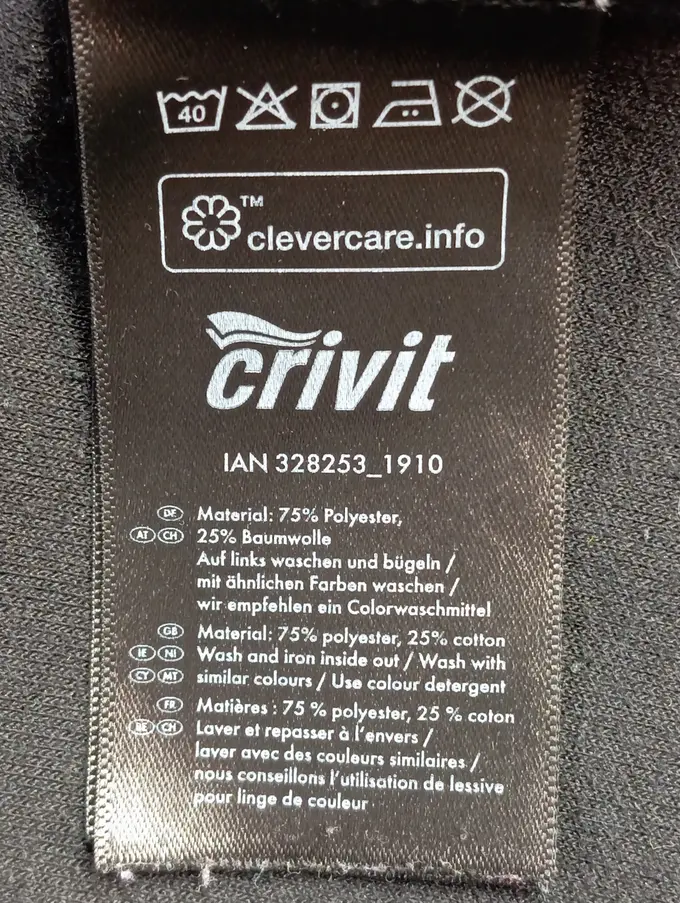 40
TM
clevercare.info
crivit
IAN 328253_1910
DE Material: 75% Polyester,
AT CH 25% Baumwolle
Auf links waschen und bügeln /
mit ähnlichen Farben waschen /
wir empfehlen ein Colorwaschmittel
GB Material: 75% polyester, 25% cotton
IE NI Wash and iron inside out / Wash with
CY MT similar colours / Use colour detergent
FR Matières : 75 % polyester, 25 % coton
BE CH Laver et repasser à l'envers /
laver avec des couleurs similaires /
nous conseillons l'utilisation de lessive
pour linge de couleur